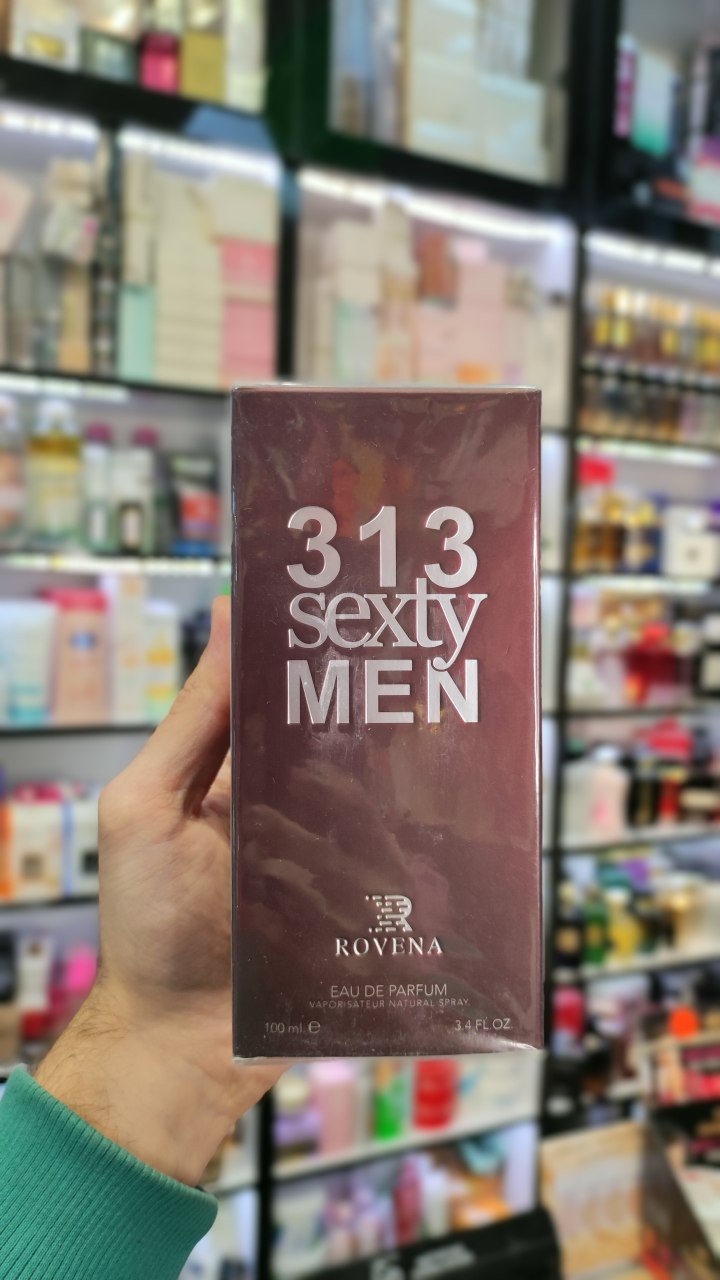 313
sexty
MEN
ROVENA
EAU DE PARFUM
VAPORISATEUR NATURAL SPRAY
100 ml ℮ 3.4 FL.OZ.